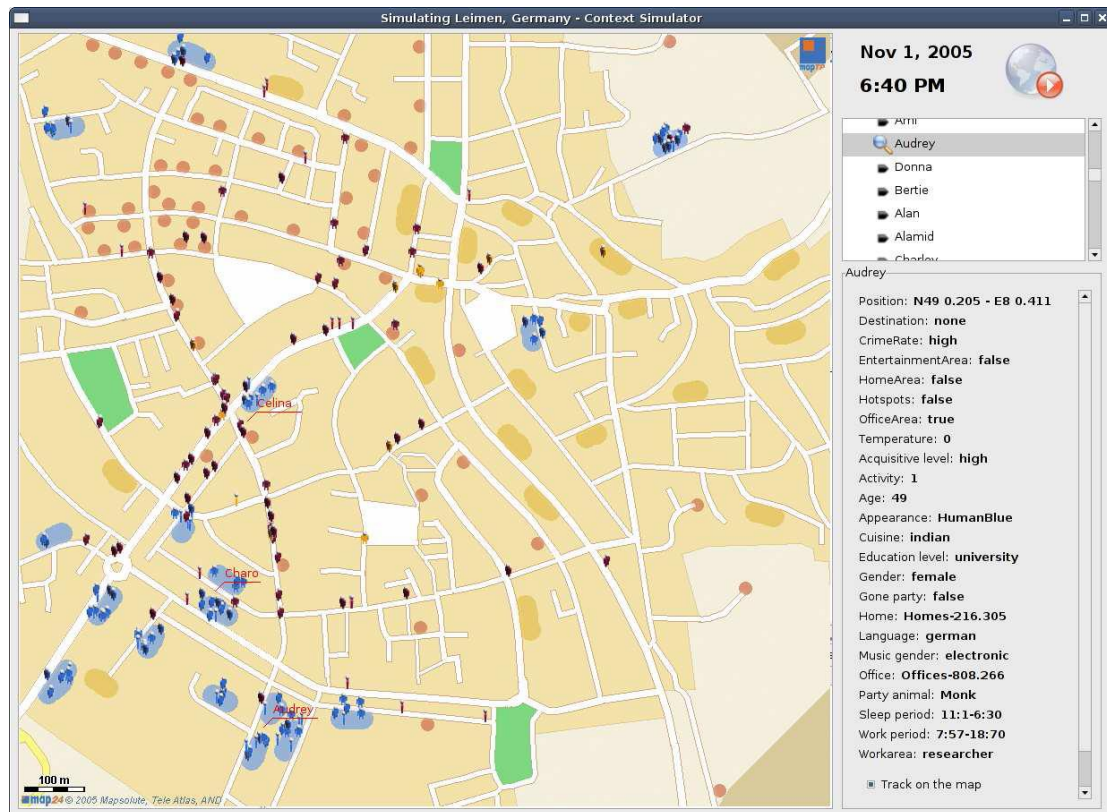 Simulating Leimen, Germany - Context Simulator
Nov 1, 2005
6:40 PM
Ami
Audrey
Donna
Bertie
Alan
Alamid
Charley
Audrey
Position: N49 0.205 - E8 0.411
Destination: none
CrimeRate: high
EntertainmentArea: false
HomeArea: false
Hotspots: false
OfficeArea: true
Temperature: 0
Acquisitive level: high
Activity: 1
Age: 49
Appearance: HumanBlue
Cuisine: indian
Education level: university
Gender: female
Gone party: false
Home: Homes-216.305
Language: german
Music gender: electronic
Office: Offices-808.266
Party animal: Monk
Sleep period: 11:1-6:30
Work period: 7:57-18:70
Workarea: researcher
Track on the map
Celina
Charo
Audrey
100 m
map24 © 2005 Mapsolute, Tele Atlas, AND